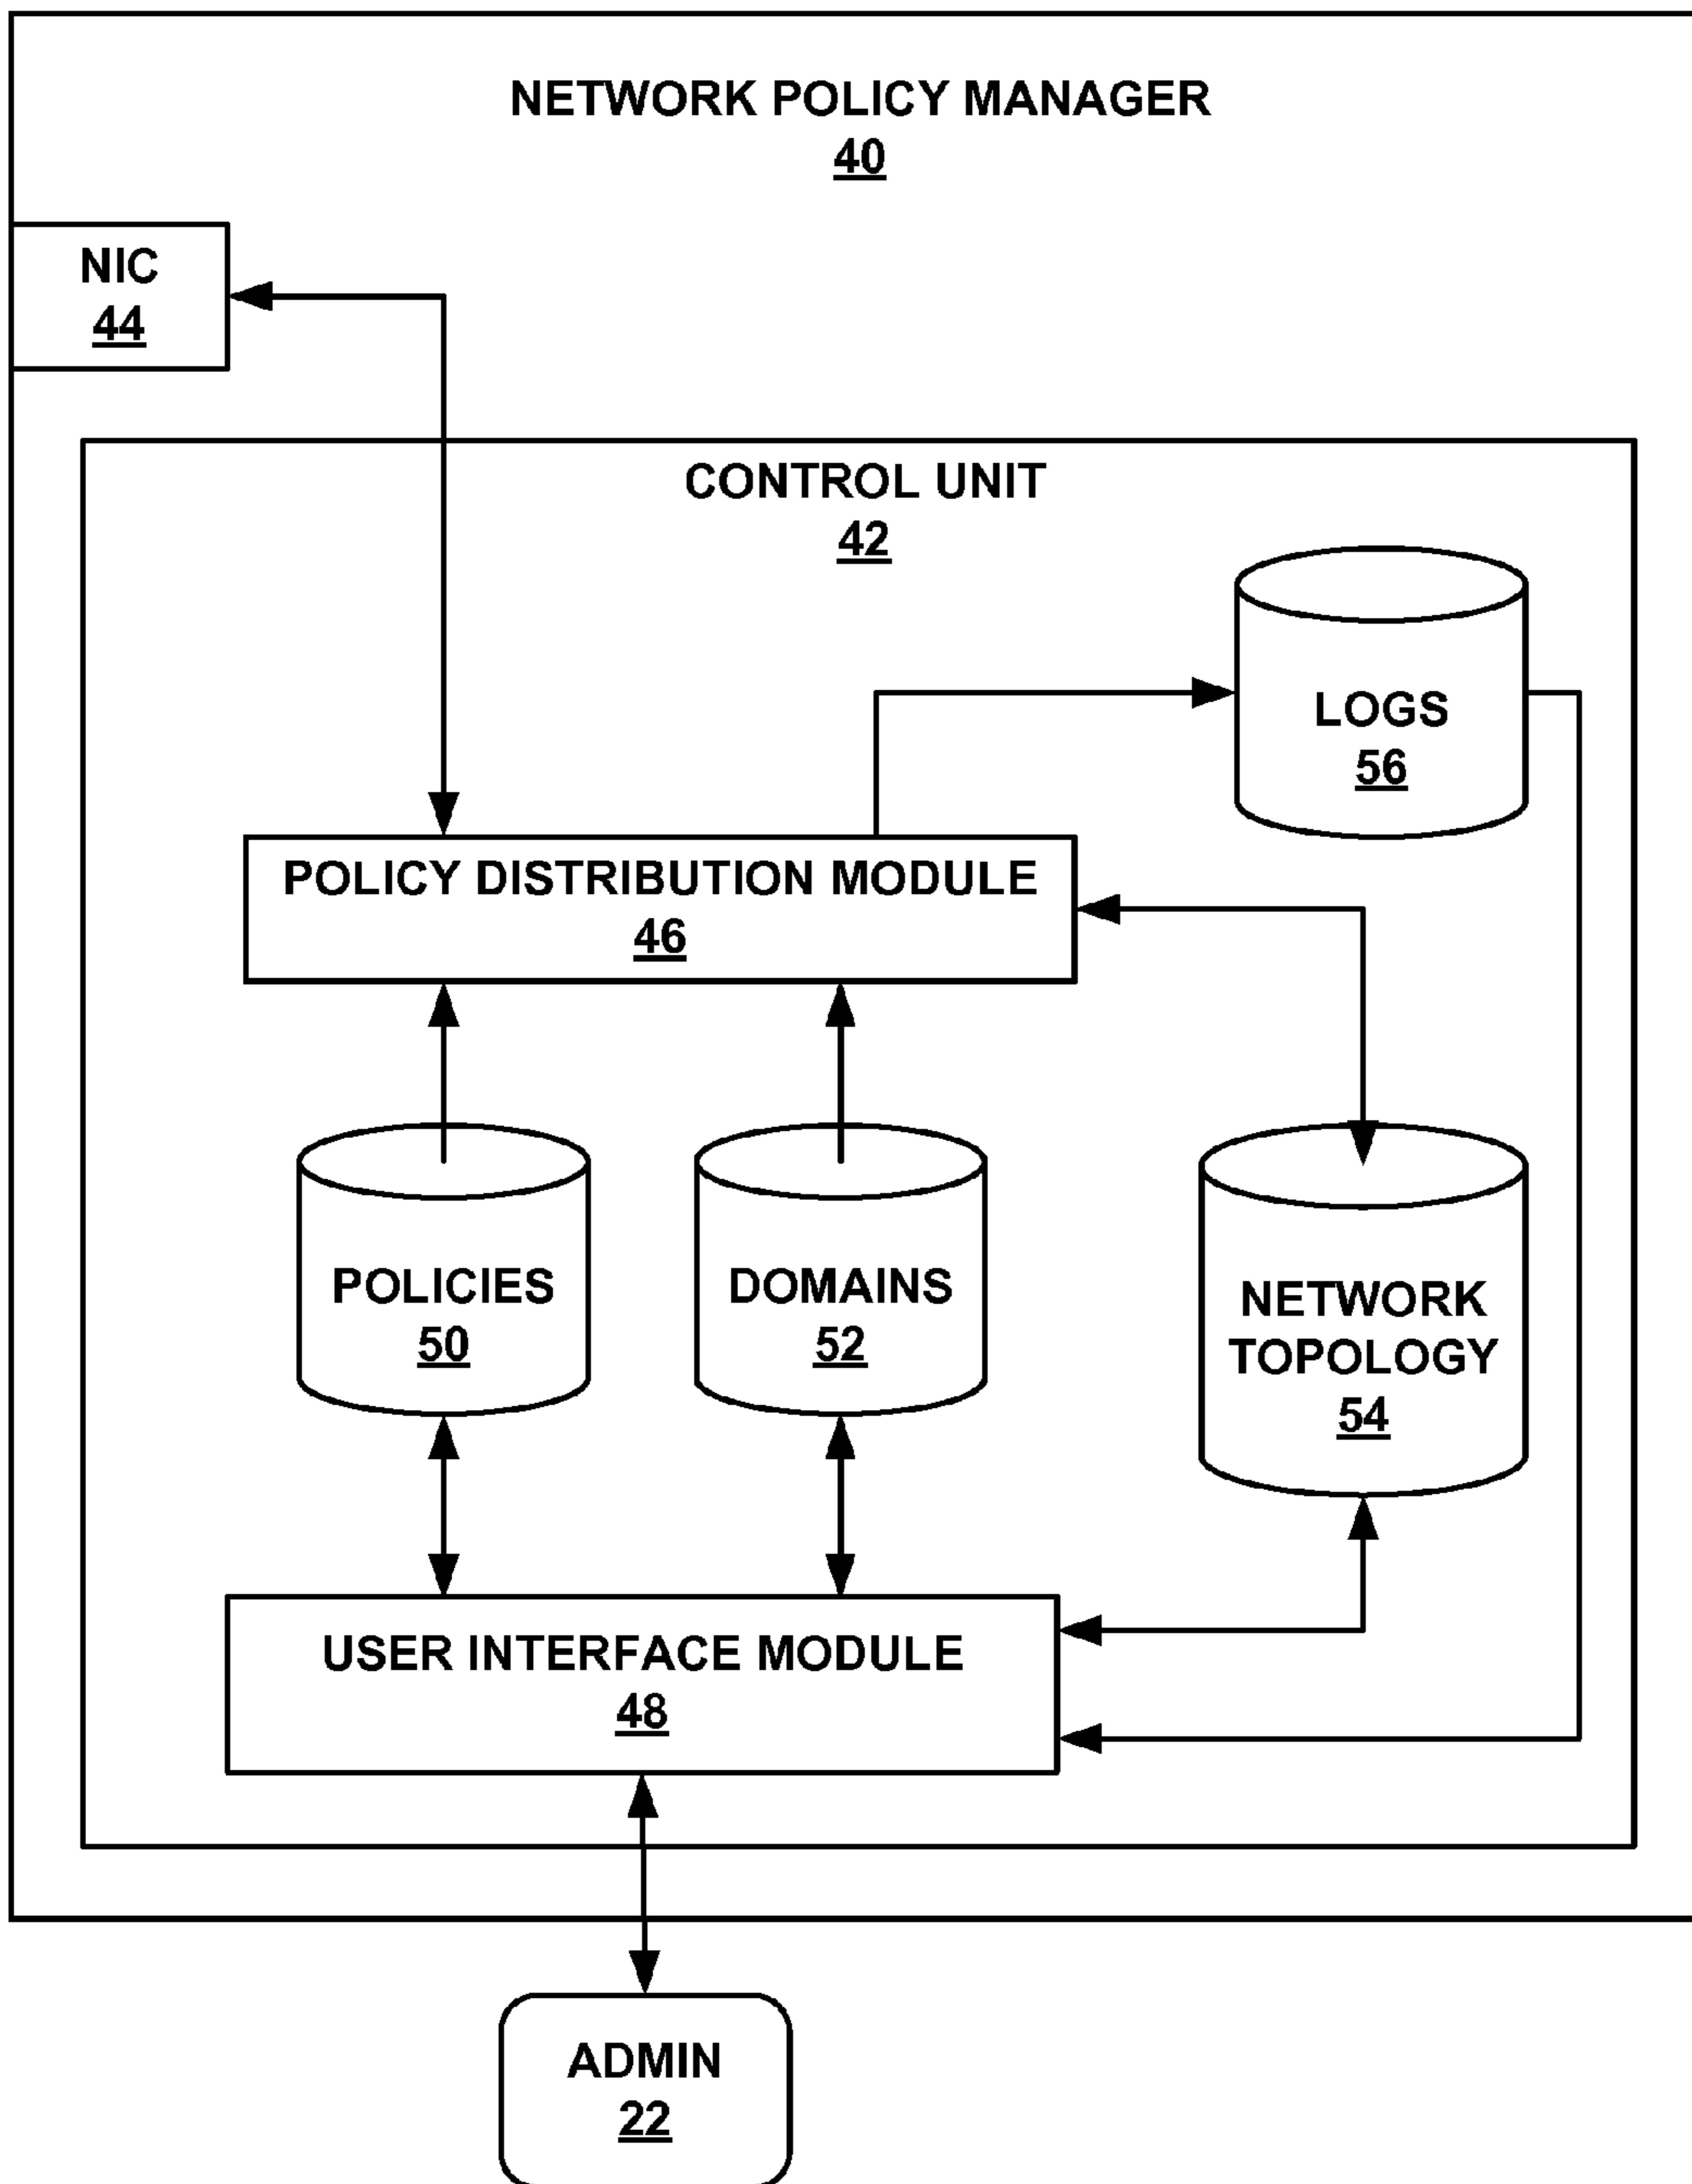 NETWORK POLICY MANAGER
40
NIC
44
CONTROL UNIT
42
LOGS
56
POLICY DISTRIBUTION MODULE
46
POLICIES
50
DOMAINS
52
NETWORK
TOPOLOGY
54
USER INTERFACE MODULE
48
ADMIN
22